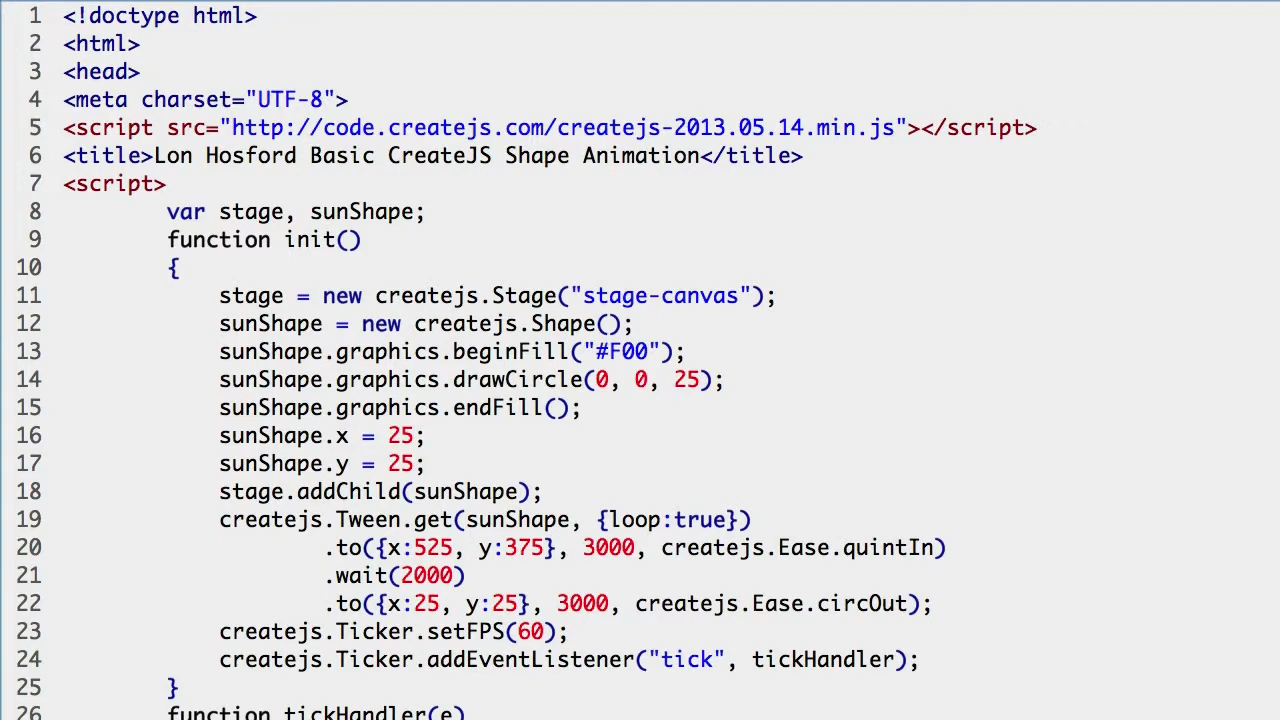 1 <!doctype html>
2 <html>
3 <head>
4 <meta charset="UTF-8">
5 <script src="http://code.createjs.com/createjs-2013.05.14.min.js"></script>
6 <title>Lon Hosford Basic CreateJS Shape Animation</title>
7 <script>
8 var stage, sunShape;
9 function init()
10 {
11 stage = new createjs.Stage("stage-canvas");
12 sunShape = new createjs.Shape();
13 sunShape.graphics.beginFill("#F00");
14 sunShape.graphics.drawCircle(0, 0, 25);
15 sunShape.graphics.endFill();
16 sunShape.x = 25;
17 sunShape.y = 25;
18 stage.addChild(sunShape);
19 createjs.Tween.get(sunShape, {loop:true})
20 .to({x:525, y:375}, 3000, createjs.Ease.quintIn)
21 .wait(2000)
22 .to({x:25, y:25}, 3000, createjs.Ease.circOut);
23 createjs.Ticker.setFPS(60);
24 createjs.Ticker.addEventListener("tick", tickHandler);
25 }
26 function tickHandler(e)